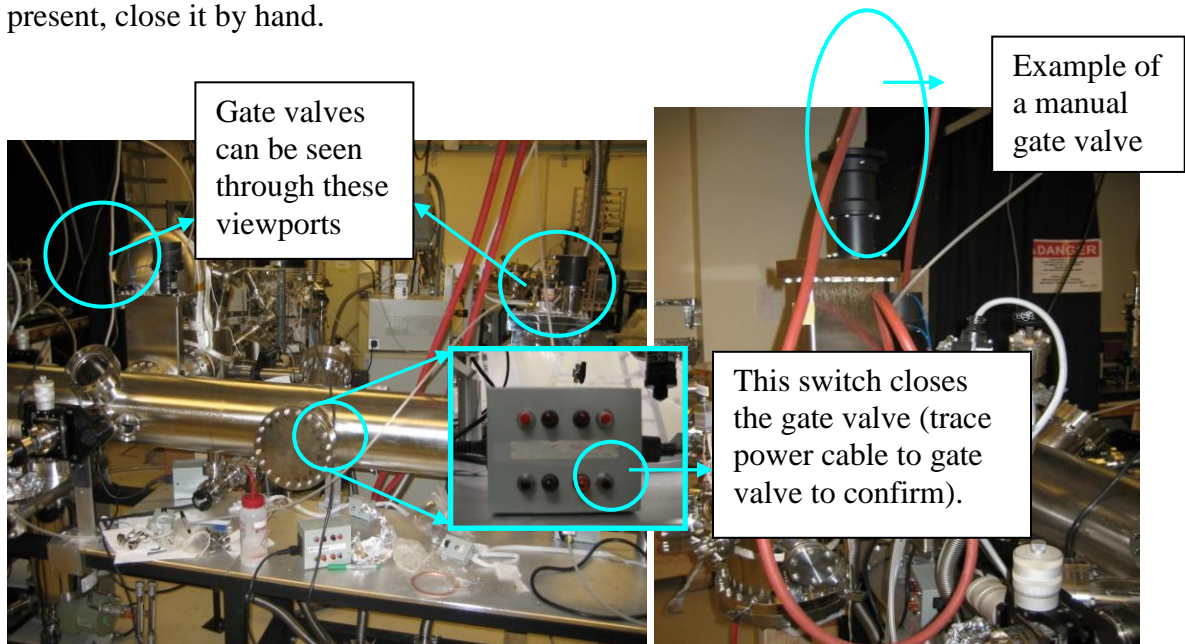 present, close it by hand.
Gate valves
can be seen
through these
viewports
Example of
a manual
gate valve
DANGER
This switch closes
the gate valve (trace
power cable to gate
valve to confirm).